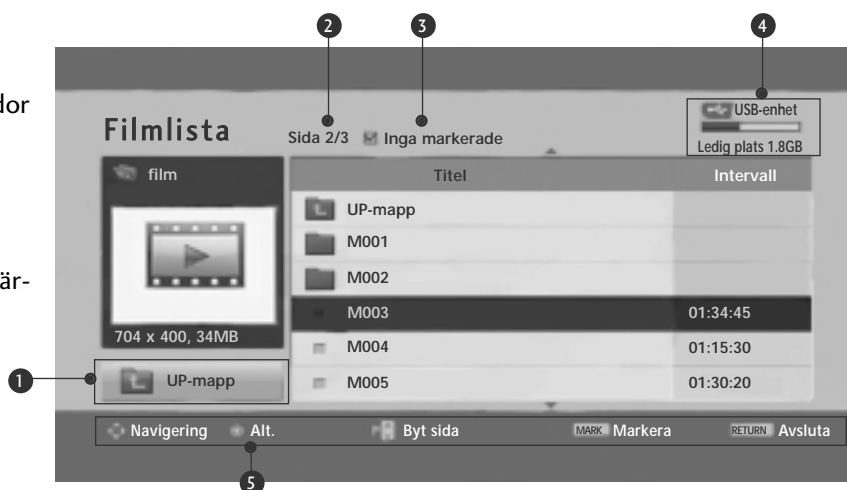 2
3
4
dor
USB-enhet
Filmlista
Sida 2/3
Inga markerade
Ledig plats 1.8GB
film
Titel
Intervall
UP-mapp
M001
är-
M002
M003
01:34:45
704 x 400, 34MB
M004
01:15:30
1
UP-mapp
M005
01:30:20
Navigering
Alt.
P
Byt sida
MARK
Markera
RETURN
Avsluta
5